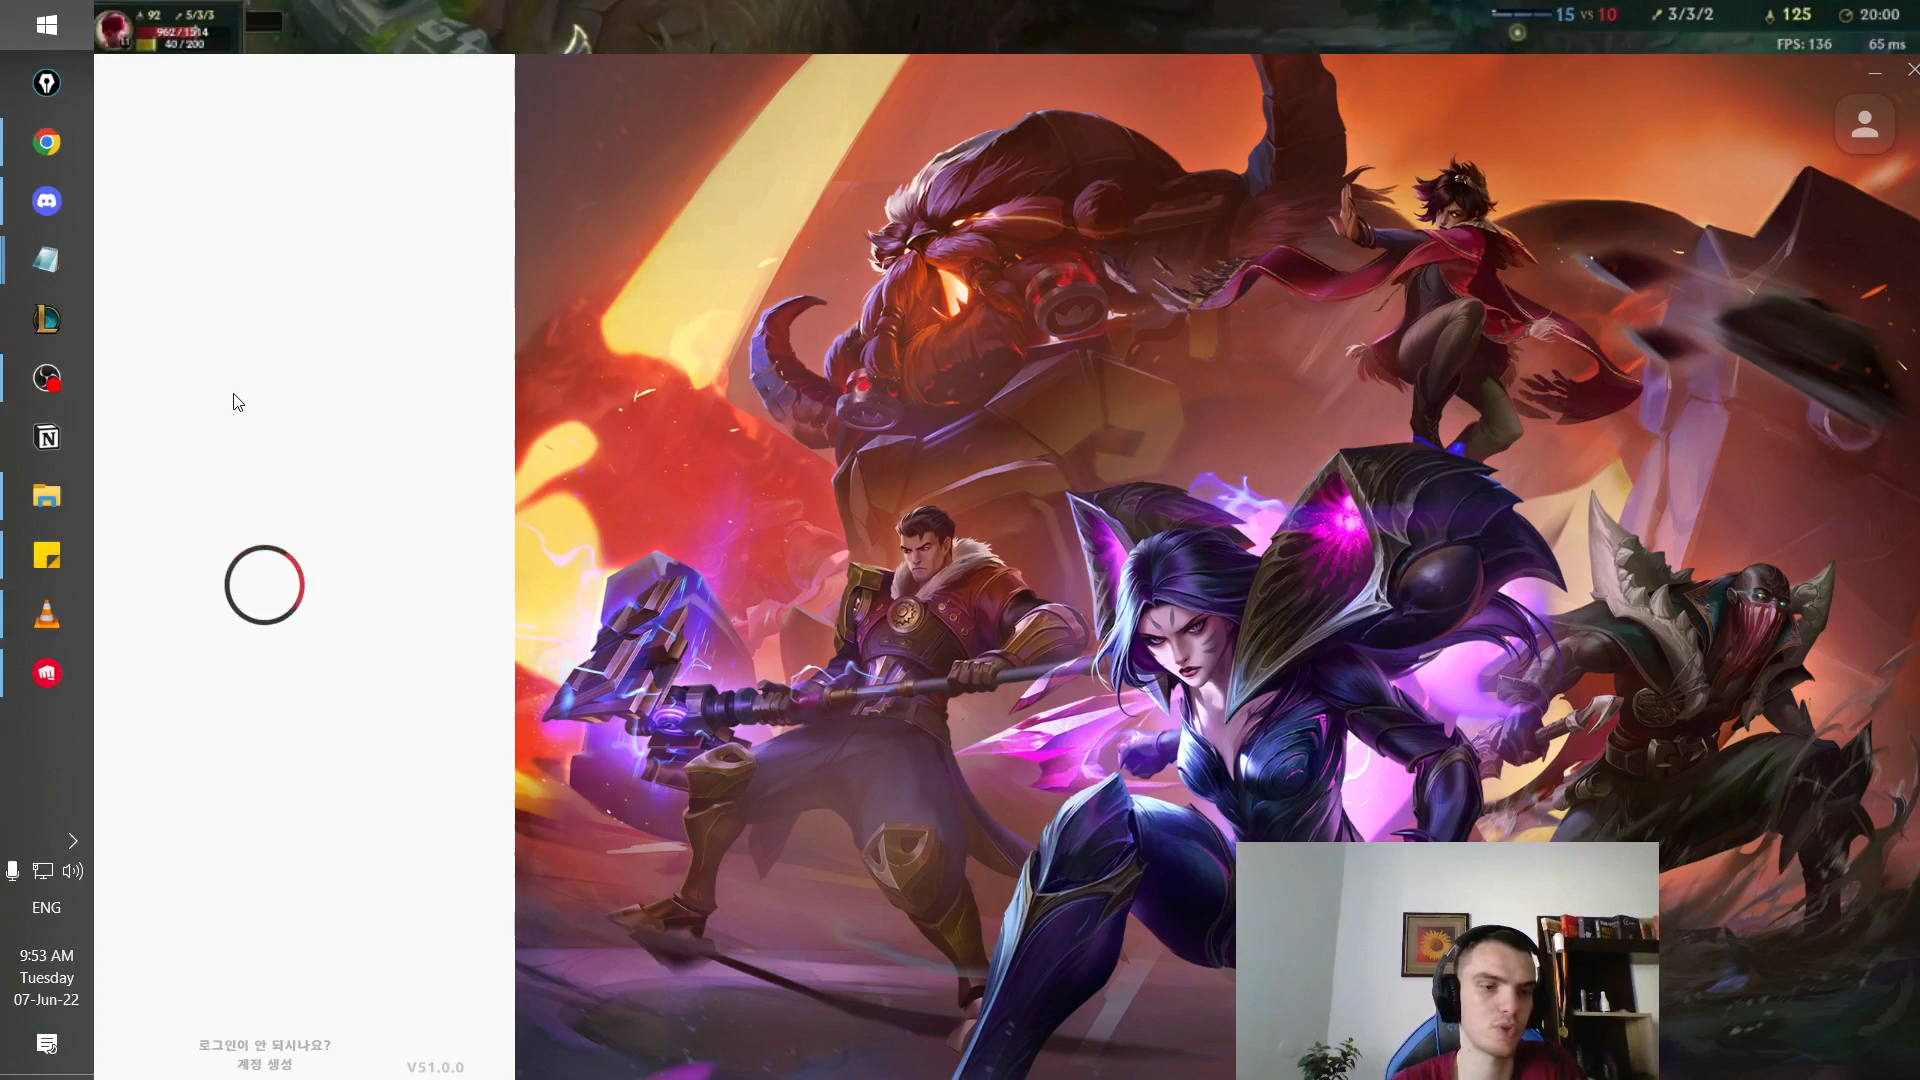 92 5/3/3
962 / 1514
11
40 / 200
15 vs 10 3/3/2 125 20:00
FPS: 136 65 ms
ENG
9:53 AM
Tuesday
07-Jun-22
로그인이 안 되시나요?
계정 생성
V51.0.0